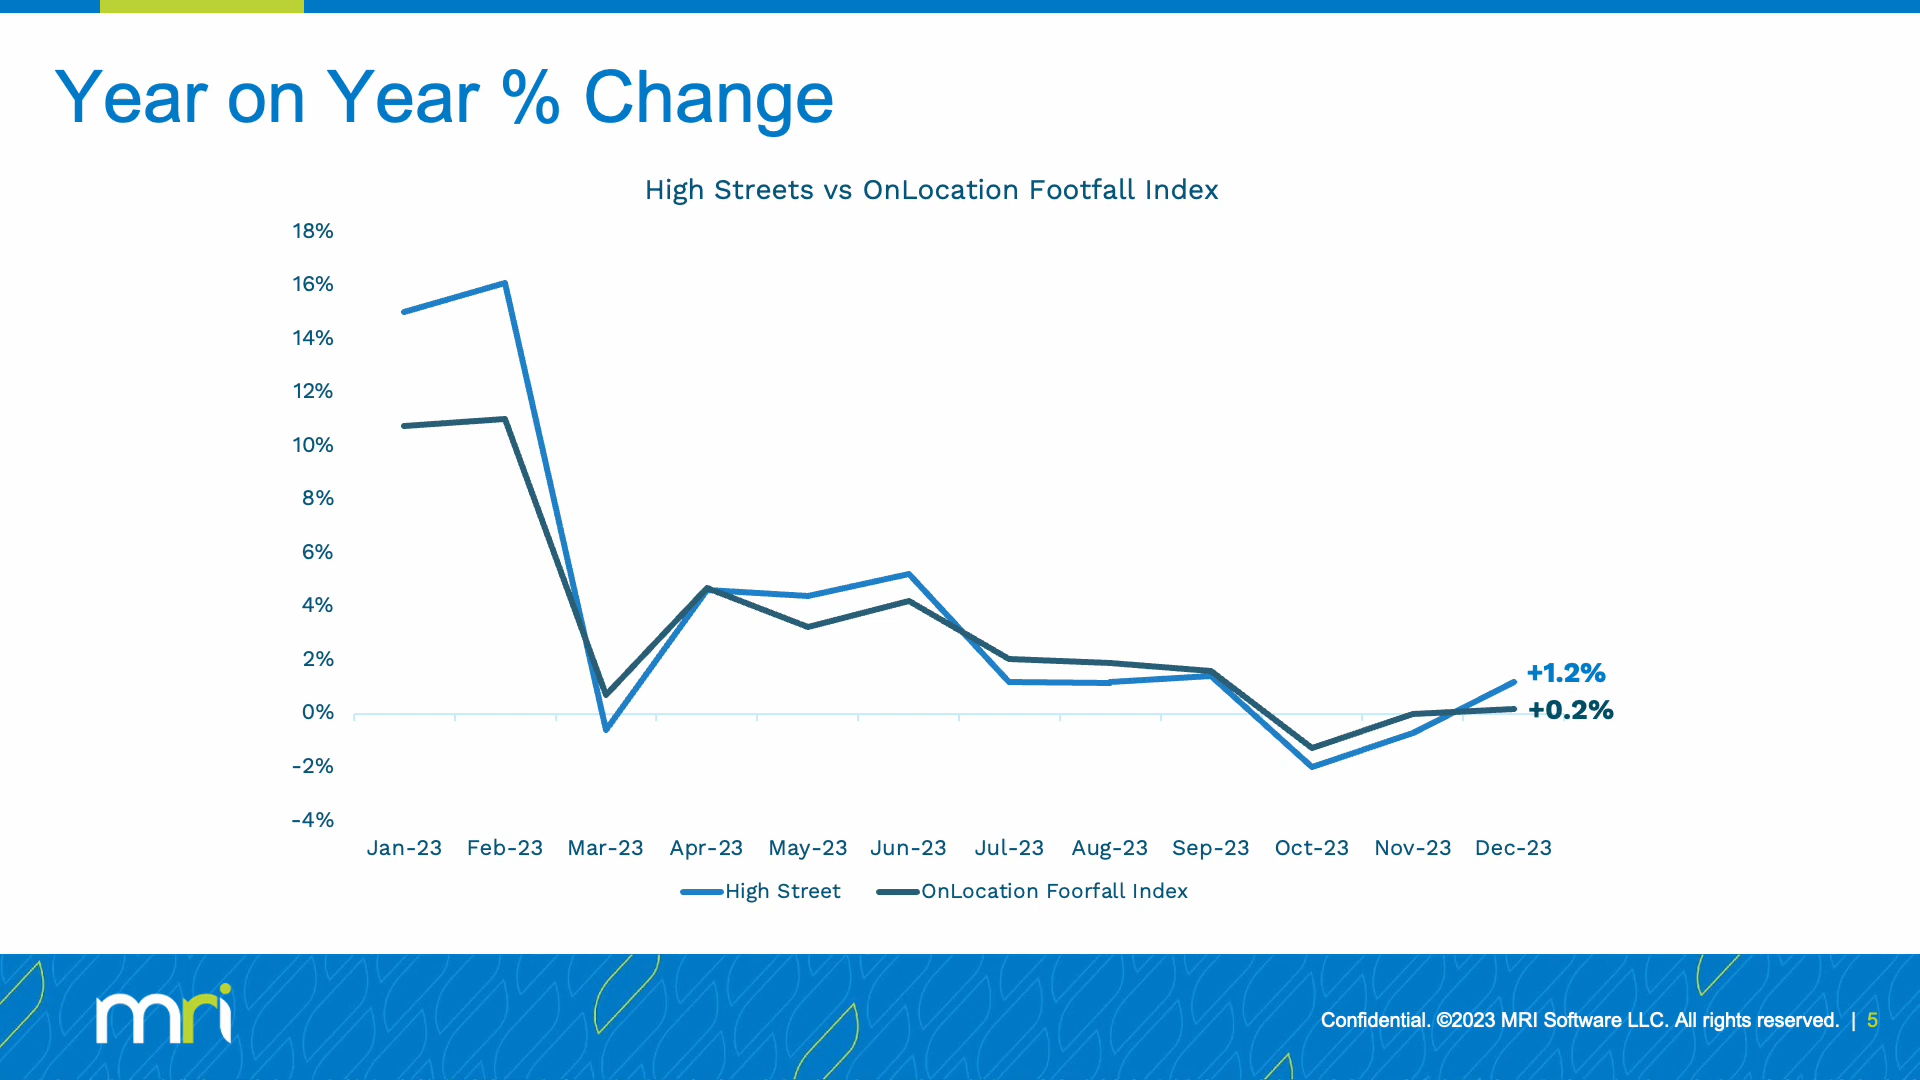 Year on Year % Change
High Streets vs OnLocation Footfall Index
18%
16%
14%
12%
10%
8%
6%
4%
2%
0%
-2%
-4%
+1.2%
+0.2%
Jan-23 Feb-23 Mar-23 Apr-23 May-23 Jun-23 Jul-23 Aug-23 Sep-23 Oct-23 Nov-23 Dec-23
High Street OnLocation Foorfall Index
mri
Confidential. ©2023 MRI Software LLC. All rights reserved. | 5